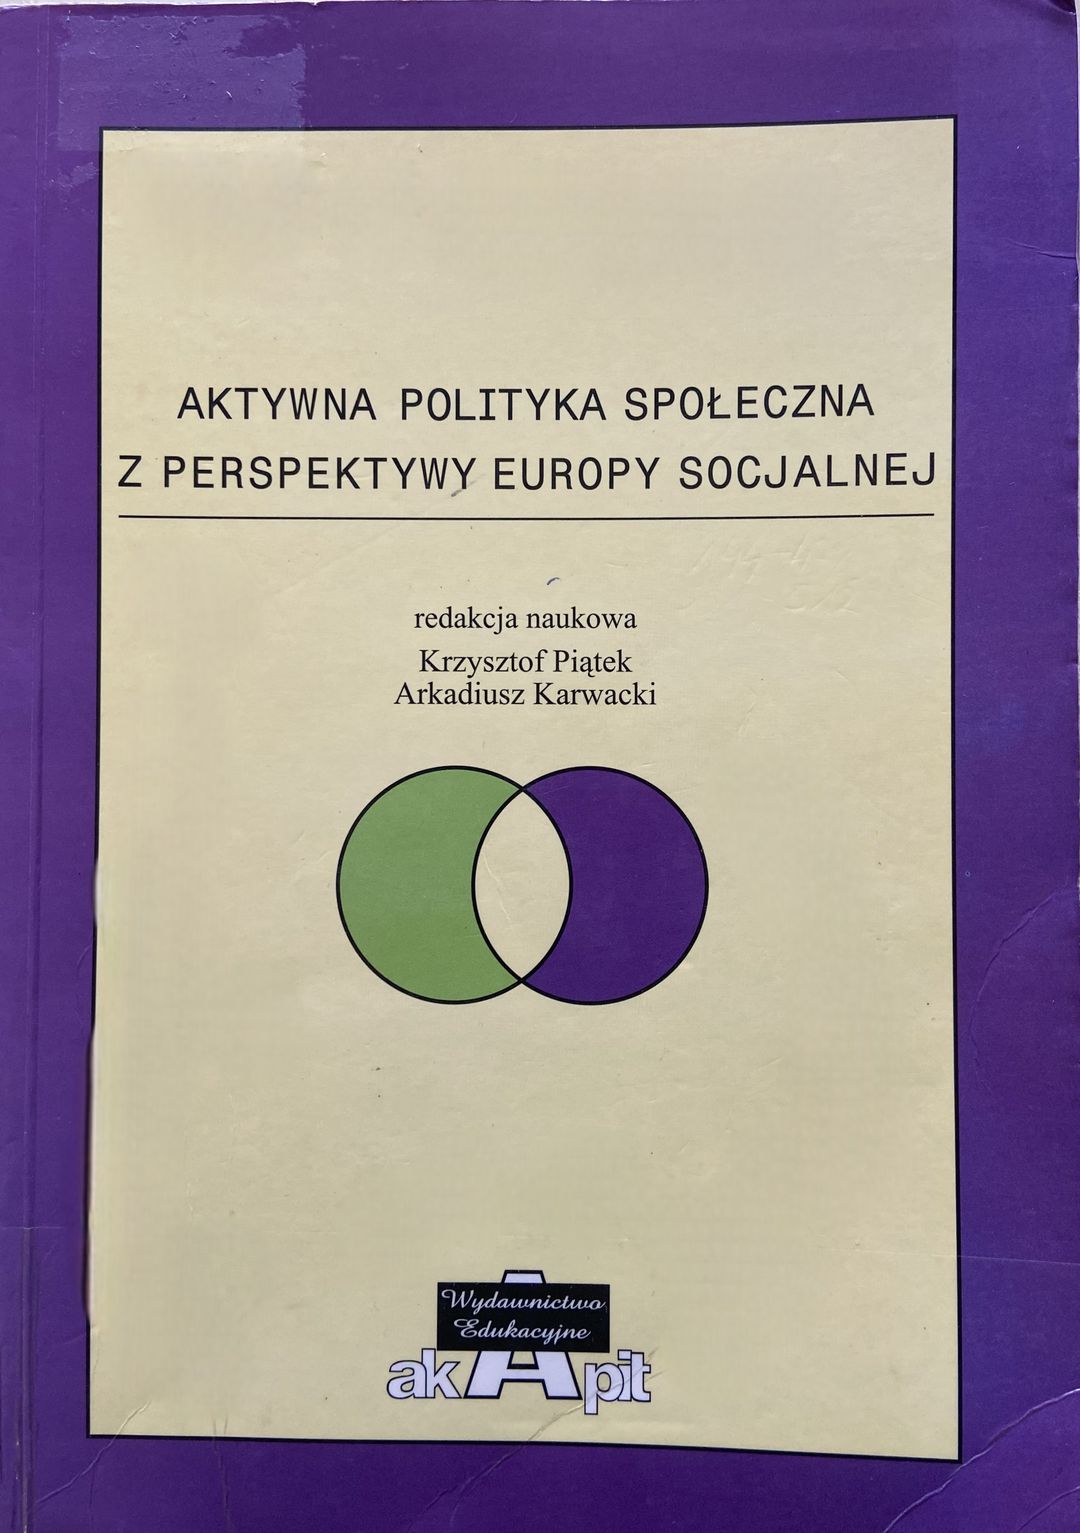 AKTYWNA POLITYKA SPOŁECZNA
Z PERSPEKTYWY EUROPY SOCJALNEJ
redakcja naukowa
Krzysztof Piątek
Arkadiusz Karwacki
Wydawnictwo
Edukacyjne
akApit